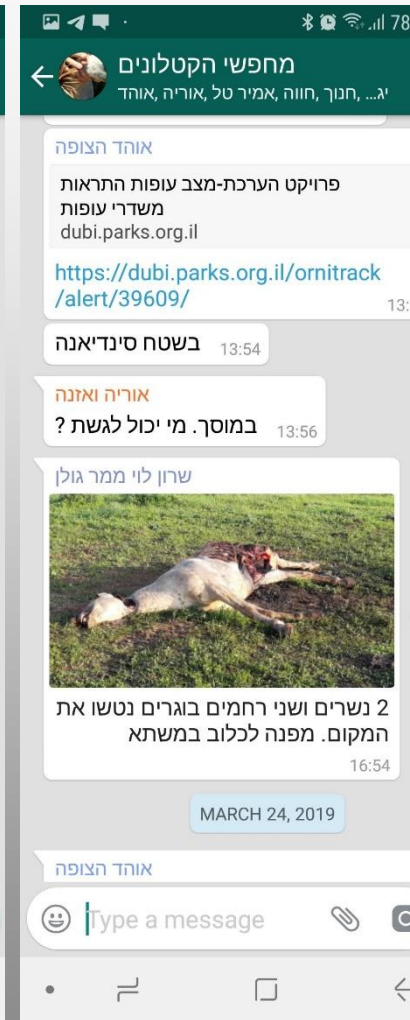 78
מחפשי הקטלונים
יג..., חנוך, חווה, אמיר טל, אוריה, אוהד
אוהד הצופה
פרויקט הערכת-מצב עופות התראות
משדרי עופות
dubi.parks.org.il
https://dubi.parks.org.il/ornitrack
/alert/39609/
13:
בשטח סינדיאנה
13:54
אוריה ואזנה
במוסך. מי יכול לגשת ?
13:56
שרון לוי ממר גולן
2 נשרים ושני רחמים בוגרים נטשו את
המקום. מפנה לכלוב במשתא
16:54
MARCH 24, 2019
אוהד הצופה
Type a message